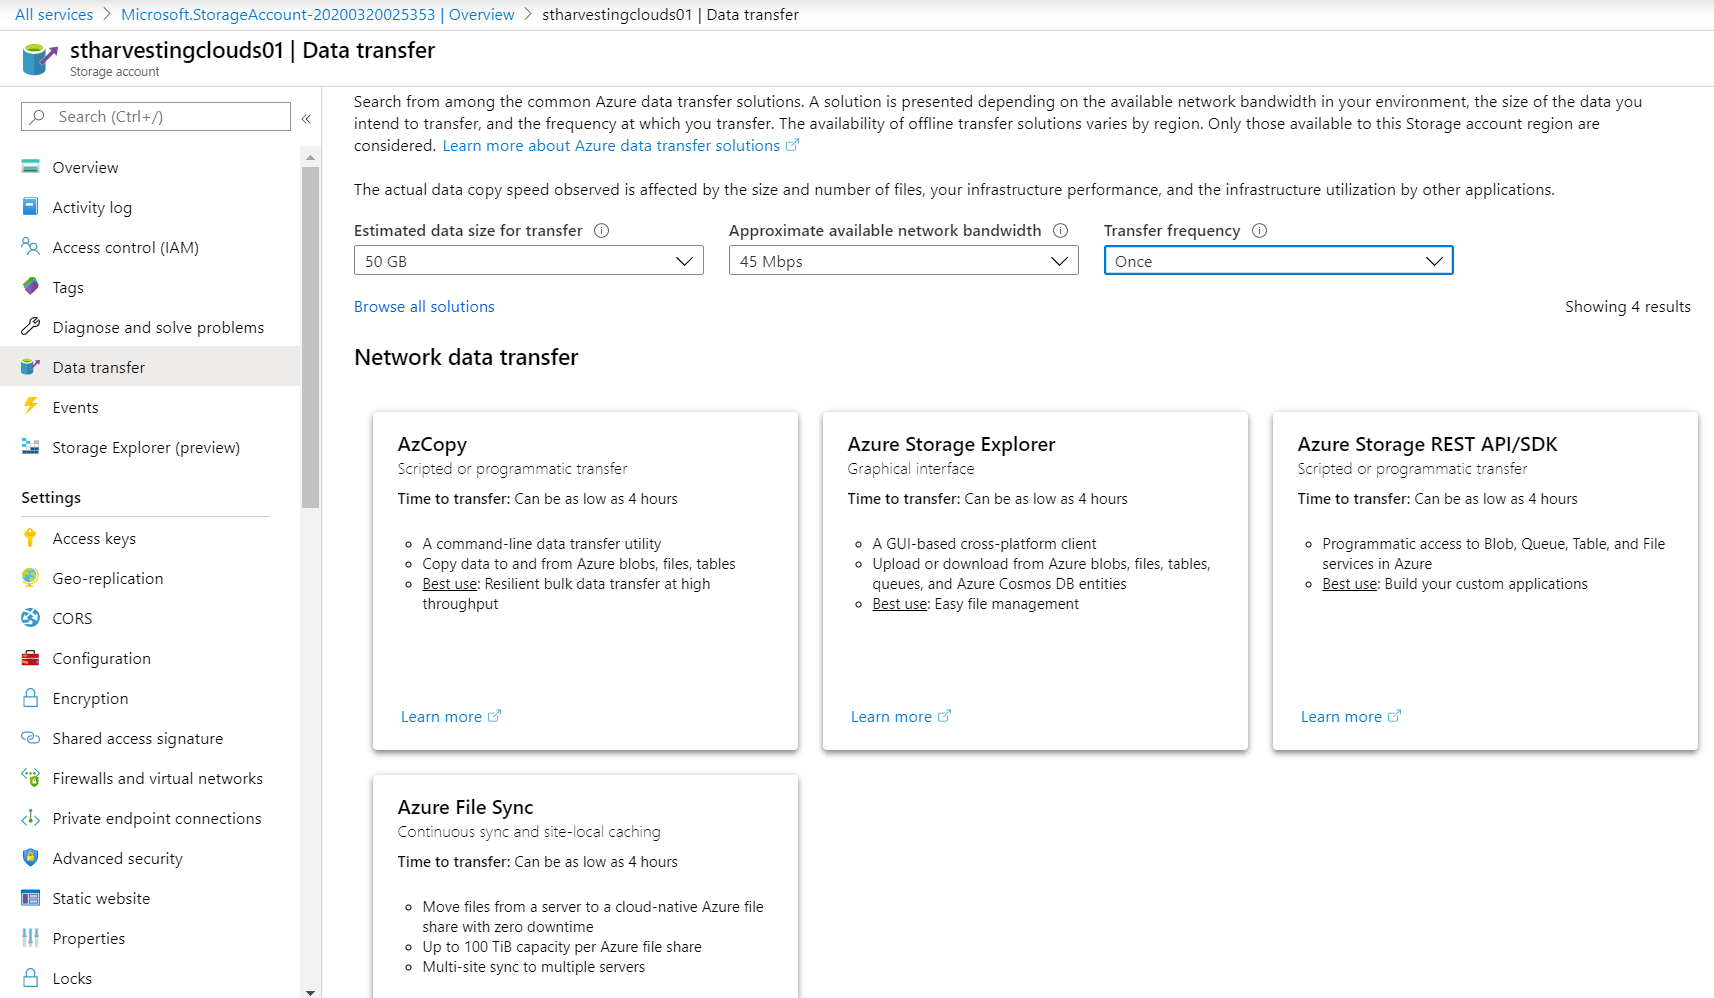 All services > Microsoft.StorageAccount-20200320025353 | Overview > stharvestingclouds01 | Data transfer
stharvestingclouds01 | Data transfer
Storage account
Search (Ctrl+/)
«
Overview
Activity log
Access control (IAM)
Tags
Diagnose and solve problems
Data transfer
Events
Storage Explorer (preview)
Settings
Access keys
Geo-replication
CORS
Configuration
Encryption
Shared access signature
Firewalls and virtual networks
Private endpoint connections
Advanced security
Static website
Properties
Locks
Search from among the common Azure data transfer solutions. A solution is presented depending on the available network bandwidth in your environment, the size of the data you
intend to transfer, and the frequency at which you transfer. The availability of offline transfer solutions varies by region. Only those available to this Storage account region are
considered. Learn more about Azure data transfer solutions
The actual data copy speed observed is affected by the size and number of files, your infrastructure performance, and the infrastructure utilization by other applications.
Estimated data size for transfer
50 GB
Approximate available network bandwidth
45 Mbps
Transfer frequency
Once
Browse all solutions
Showing 4 results
Network data transfer
AzCopy
Scripted or programmatic transfer
Time to transfer: Can be as low as 4 hours
A command-line data transfer utility
Copy data to and from Azure blobs, files, tables
Best use: Resilient bulk data transfer at high
throughput
Learn more
Azure Storage Explorer
Graphical interface
Time to transfer: Can be as low as 4 hours
A GUI-based cross-platform client
Upload or download from Azure blobs, files, tables,
queues, and Azure Cosmos DB entities
Best use: Easy file management
Learn more
Azure Storage REST API/SDK
Scripted or programmatic transfer
Time to transfer: Can be as low as 4 hours
Programmatic access to Blob, Queue, Table, and File
services in Azure
Best use: Build your custom applications
Learn more
Azure File Sync
Continuous sync and site-local caching
Time to transfer: Can be as low as 4 hours
Move files from a server to a cloud-native Azure file
share with zero downtime
Up to 100 TiB capacity per Azure file share
Multi-site sync to multiple servers